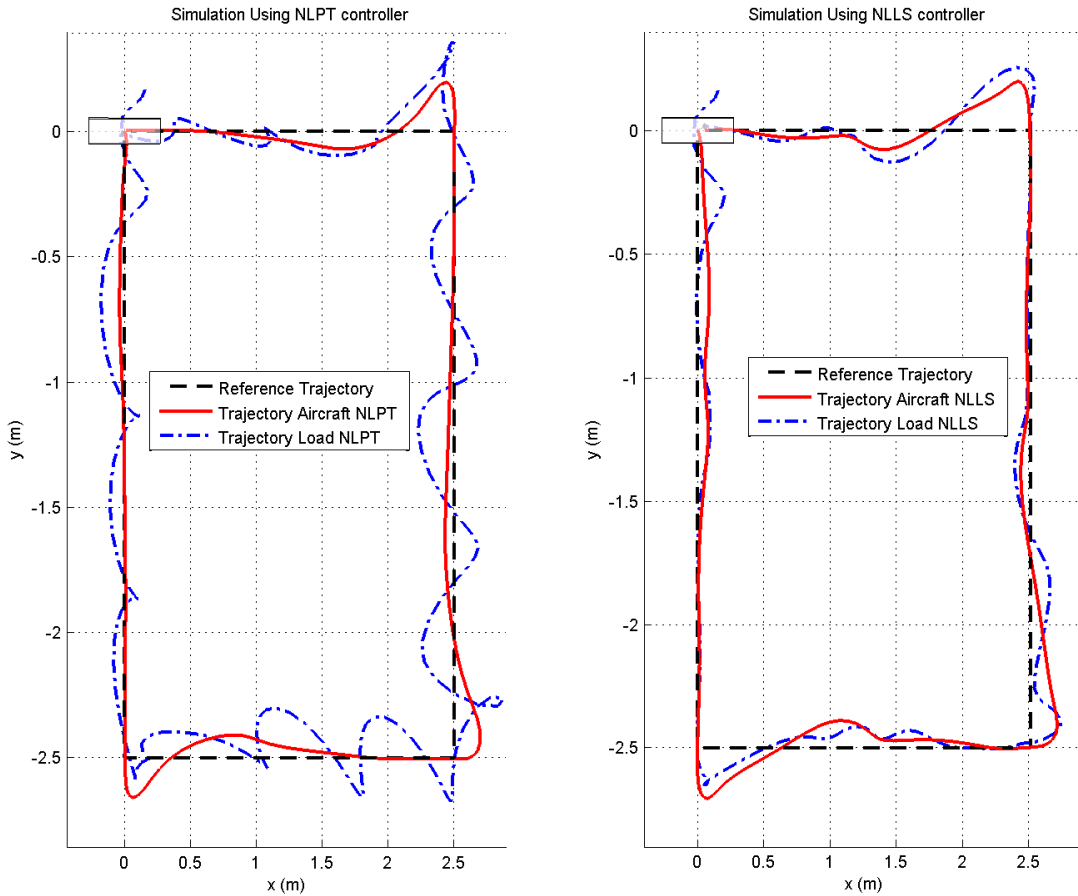 Simulation Using NLPT controller
0
-0.5
-1
-1.5
-2
-2.5
y (m)
Reference Trajectory
Trajectory Aircraft NLPT
Trajectory Load NLPT
0
0.5
1
1.5
2
2.5
x (m)
Simulation Using NLLS controller
0
-0.5
-1
-1.5
-2
-2.5
y (m)
Reference Trajectory
Trajectory Aircraft NLLS
Trajectory Load NLLS
0
0.5
1
1.5
2
2.5
x (m)